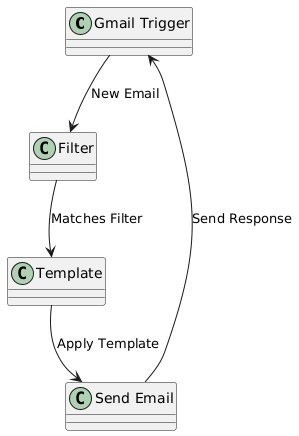 C Gmail Trigger
New Email
C Filter
Matches Filter
Send Response
C Template
Apply Template
C Send Email